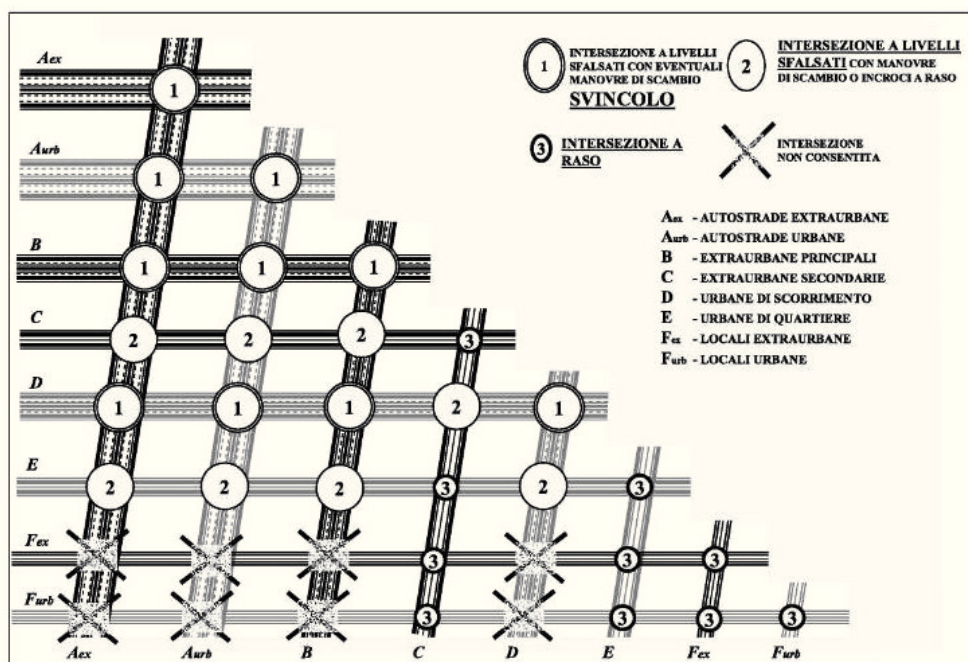 Aex
1
INTERSEZIONE A LIVELLI
SFALSATI CON EVENTUALI
MANOVRE DI SCAMBIO
SVINCOLO
1
2
INTERSEZIONE A LIVELLI
SFALSATI CON MANOVRE
DI SCAMBIO O INCROCI A RASO
3
INTERSEZIONE A
RASO
INTERSEZIONE
NON CONSENTITA
Aurb
1 1
B
1 1 1
C
2 2 2 3
D
1 1 1 2 1
E
2 2 2 3 2 3
Fex
3 3 3
Furb
3 3 3 3
Aex Aurb B C D E Fex Furb
Aex - AUTOSTRADE EXTRAURBANE
Aurb - AUTOSTRADE URBANE
B - EXTRAURBANE PRINCIPALI
C - EXTRAURBANE SECONDARIE
D - URBANE DI SCORRIMENTO
E - URBANE DI QUARTIERE
Fex - LOCALI EXTRAURBANE
Furb - LOCALI URBANE